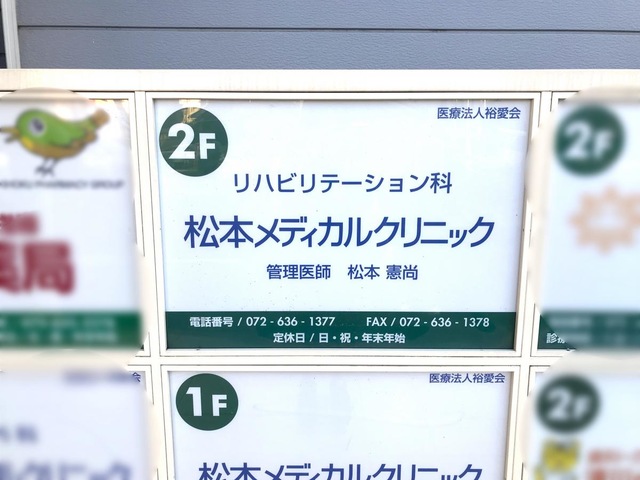 医療法人裕愛会
2F
リハビリテーション科
松本メディカルクリニック
管理医師 松本 憲尚
電話番号 / 072 - 636 - 1377 FAX / 072 - 636 - 1378
定休日 / 日・祝・年末年始
医療法人裕愛会
1F
松本メディカルクリニック
薬局
2F
診療
2F